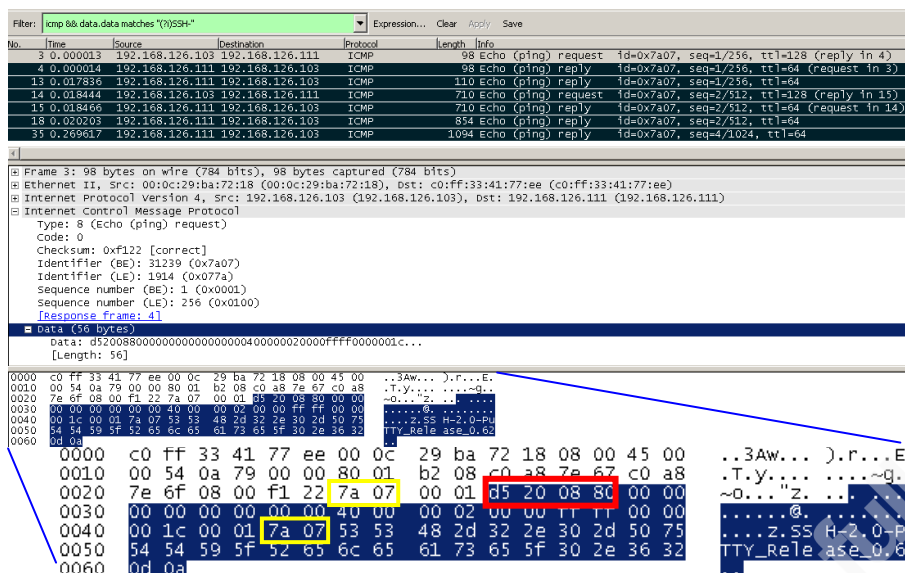 Filter: icmp && data.data matches "(?i)SSH-" Expression... Clear Apply Save
No. Time Source Destination Protocol Length Info
3 0.000013 192.168.126.103 192.168.126.111 ICMP 98 Echo (ping) request id=0x7a07, seq=1/256, ttl=128 (reply in 4)
4 0.000014 192.168.126.111 192.168.126.103 ICMP 98 Echo (ping) reply id=0x7a07, seq=1/256, ttl=64 (request in 3)
13 0.017836 192.168.126.111 192.168.126.103 ICMP 110 Echo (ping) reply id=0x7a07, seq=1/256, ttl=64
14 0.018444 192.168.126.103 192.168.126.111 ICMP 710 Echo (ping) request id=0x7a07, seq=2/512, ttl=128 (reply in 15)
15 0.018466 192.168.126.111 192.168.126.103 ICMP 710 Echo (ping) reply id=0x7a07, seq=2/512, ttl=64 (request in 14)
18 0.020203 192.168.126.111 192.168.126.103 ICMP 854 Echo (ping) reply id=0x7a07, seq=2/512, ttl=64
35 0.269617 192.168.126.111 192.168.126.103 ICMP 1094 Echo (ping) reply id=0x7a07, seq=4/1024, ttl=64
Frame 3: 98 bytes on wire (784 bits), 98 bytes captured (784 bits)
Ethernet II, Src: 00:0c:29:ba:72:18 (00:0c:29:ba:72:18), Dst: c0:ff:33:41:77:ee (c0:ff:33:41:77:ee)
Internet Protocol Version 4, Src: 192.168.126.103 (192.168.126.103), Dst: 192.168.126.111 (192.168.126.111)
Internet Control Message Protocol
Type: 8 (Echo (ping) request)
Code: 0
Checksum: 0xf122 [correct]
Identifier (BE): 31239 (0x7a07)
Identifier (LE): 1914 (0x077a)
Sequence number (BE): 1 (0x0001)
Sequence number (LE): 256 (0x0100)
[Response frame: 4]
Data (56 bytes)
Data: d5200880000000000000000040000002 0000ffff0000001c...
[Length: 56]
0000 c0 ff 33 41 77 ee 00 0c 29 ba 72 18 08 00 45 00 ..3Aw... ).r...E.
0010 00 54 0a 79 00 00 80 01 b2 08 c0 a8 7e 67 c0 a8 .T.y.... ....~g..
0020 7e 6f 08 00 f1 22 7a 07 00 01 d5 20 08 80 00 00 ~o..."z. ... ....
0030 00 00 00 00 00 00 40 00 00 02 00 00 ff ff 00 00 ......@. ........
0040 00 1c 00 01 7a 07 53 53 48 2d 32 2e 30 2d 50 75 ....z.SS H-2.0-Pu
0050 54 54 59 5f 52 65 6c 65 61 73 65 5f 30 2e 36 32 TTY_Rele ase_0.62
0060 0d 0a ..
0000 c0 ff 33 41 77 ee 00 0c 29 ba 72 18 08 00 45 00 ..3Aw... ).r...E
0010 00 54 0a 79 00 00 80 01 b2 08 c0 a8 7e 67 c0 a8 .T.y.... ....~g.
0020 7e 6f 08 00 f1 22 7a 07 00 01 d5 20 08 80 00 00 ~o..."z. ... ...
0030 00 00 00 00 00 00 40 00 00 02 00 00 ff ff 00 00 ......@. .......
0040 00 1c 00 01 7a 07 53 53 48 2d 32 2e 30 2d 50 75 ....z.SS H-2.0-P
0050 54 54 59 5f 52 65 6c 65 61 73 65 5f 30 2e 36 32 TTY_Rele ase_0.6
0060 0d 0a ..